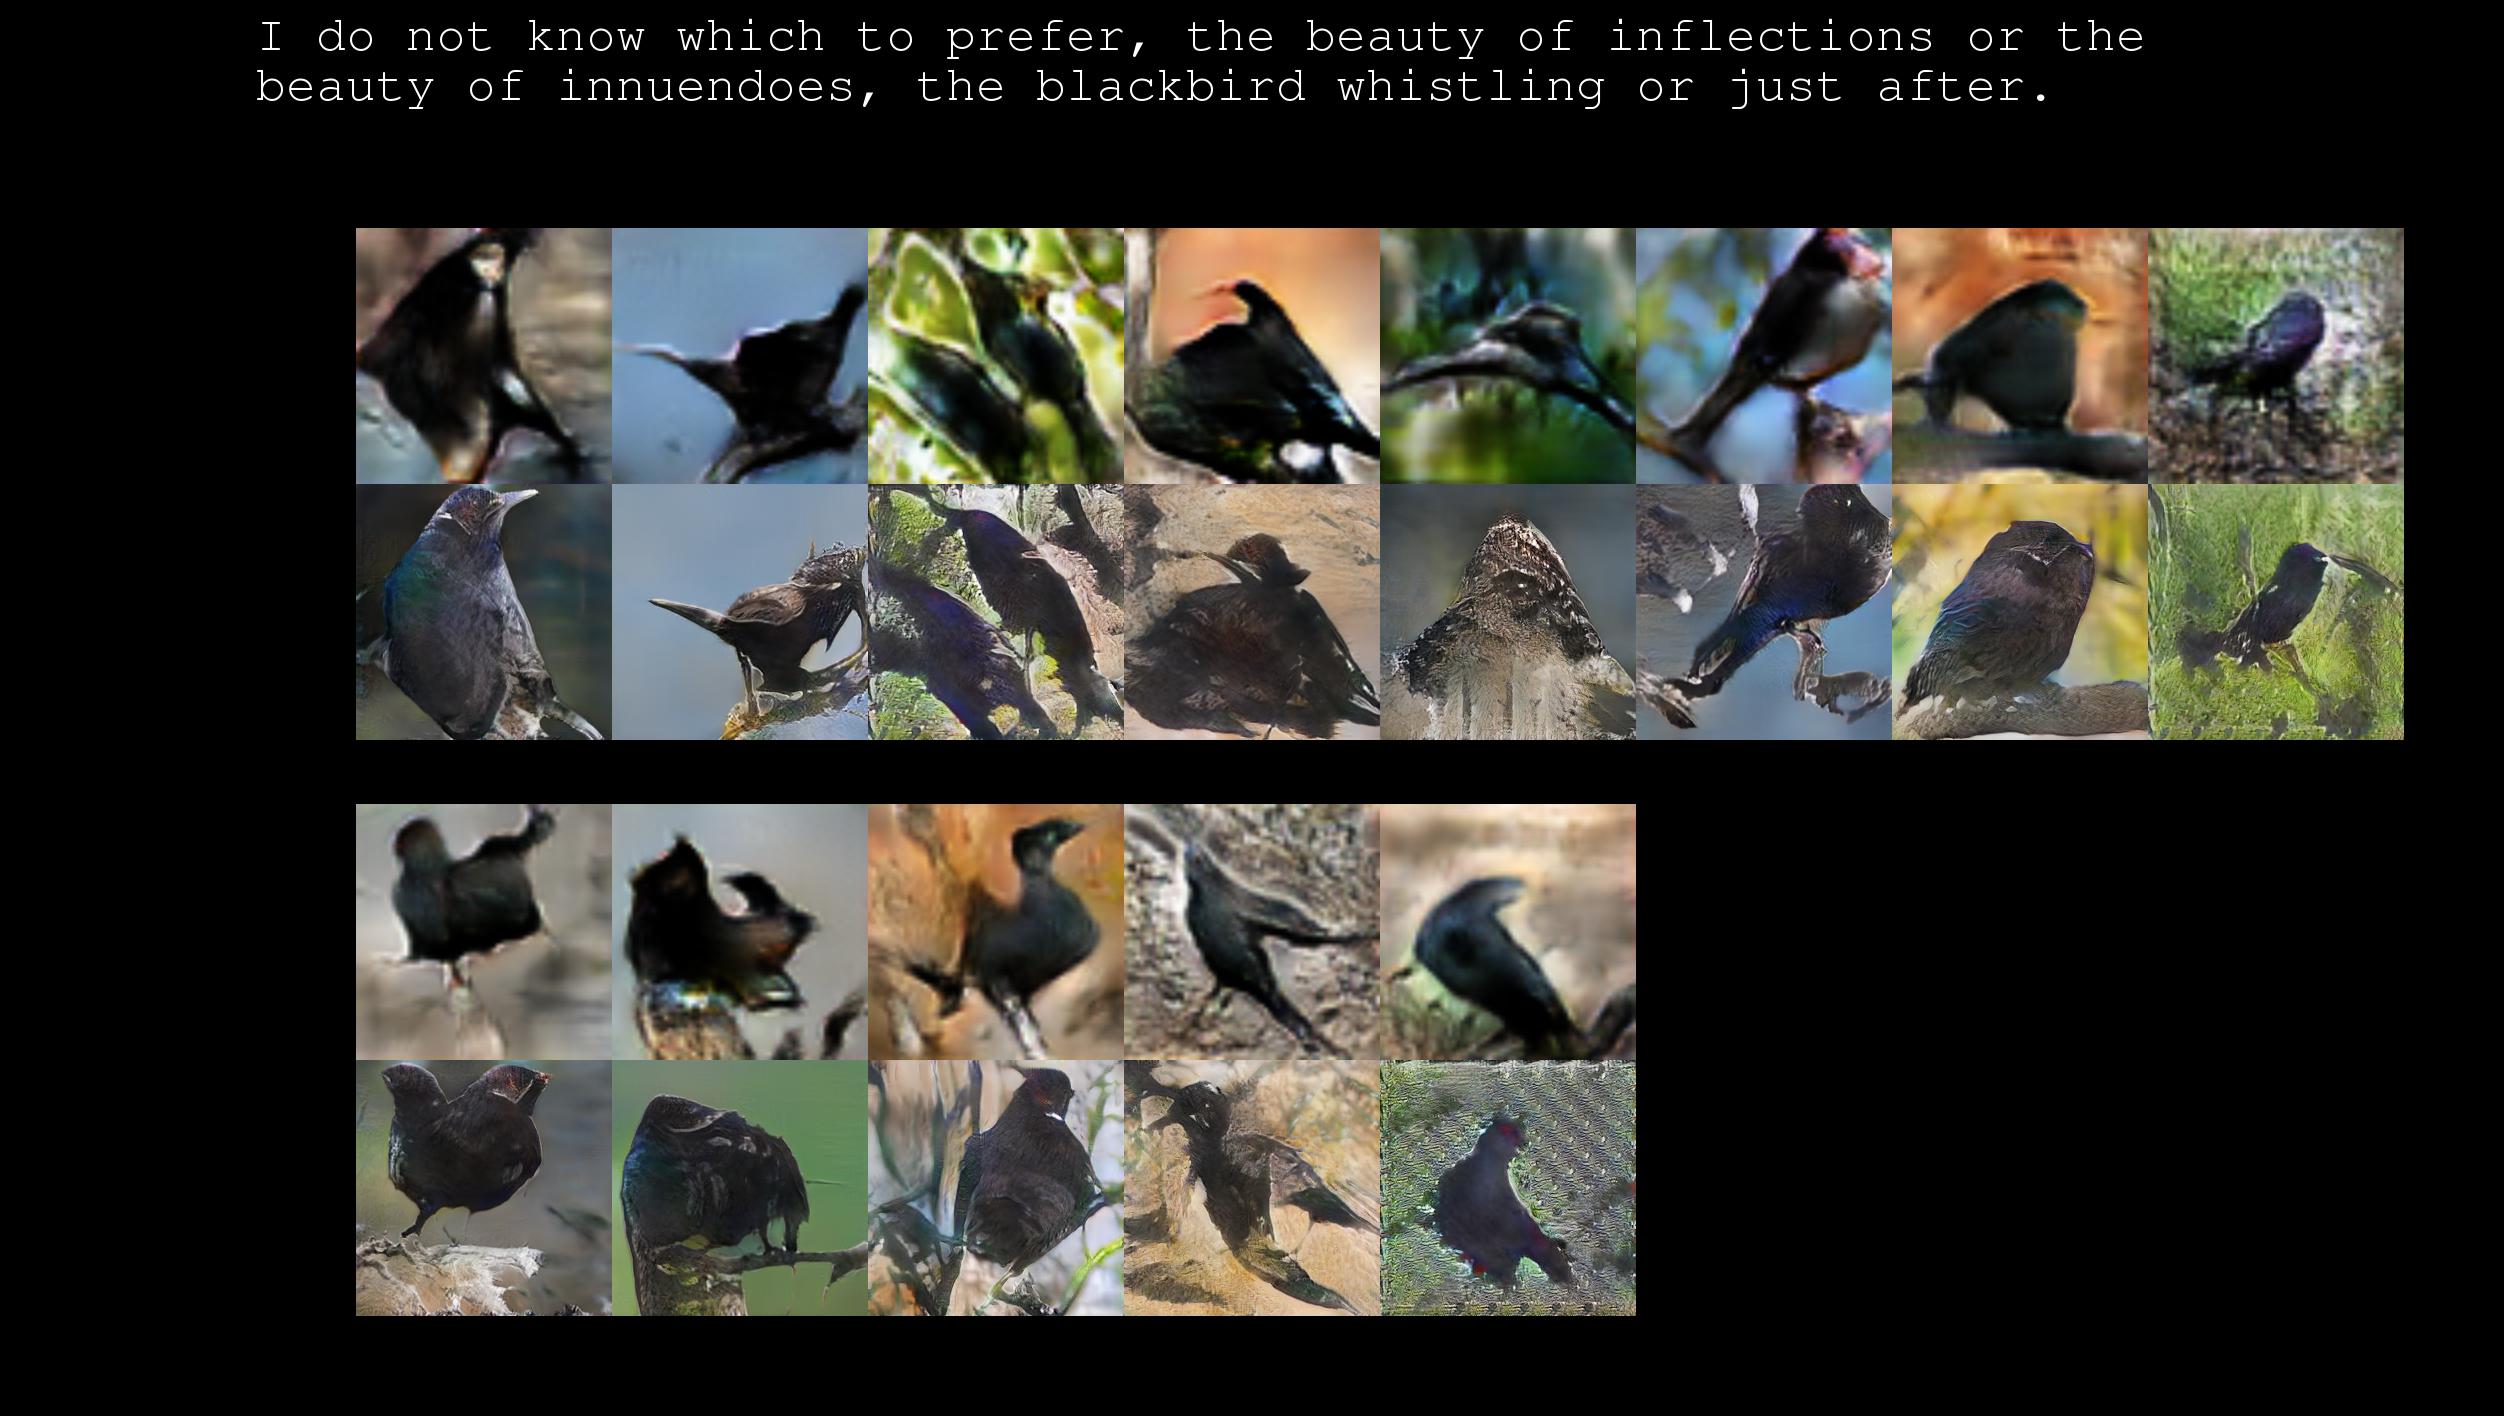 I do not know which to prefer, the beauty of inflections or the
beauty of innuendoes, the blackbird whistling or just after.